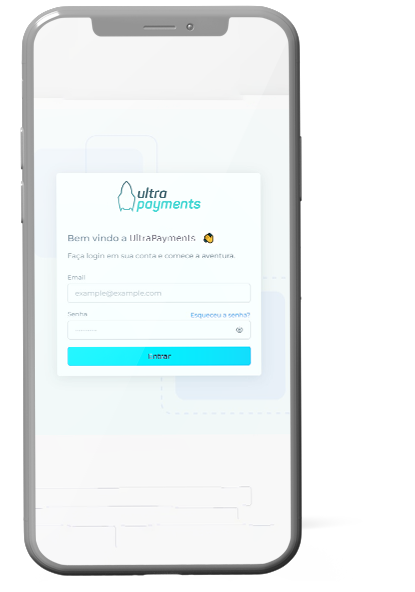 ultra
payments
Bem vindo a UltraPayments 👋
Faça login em sua conta e comece a aventura.
Email
example@example.com
Senha
Esqueceu a senha?
Entrar